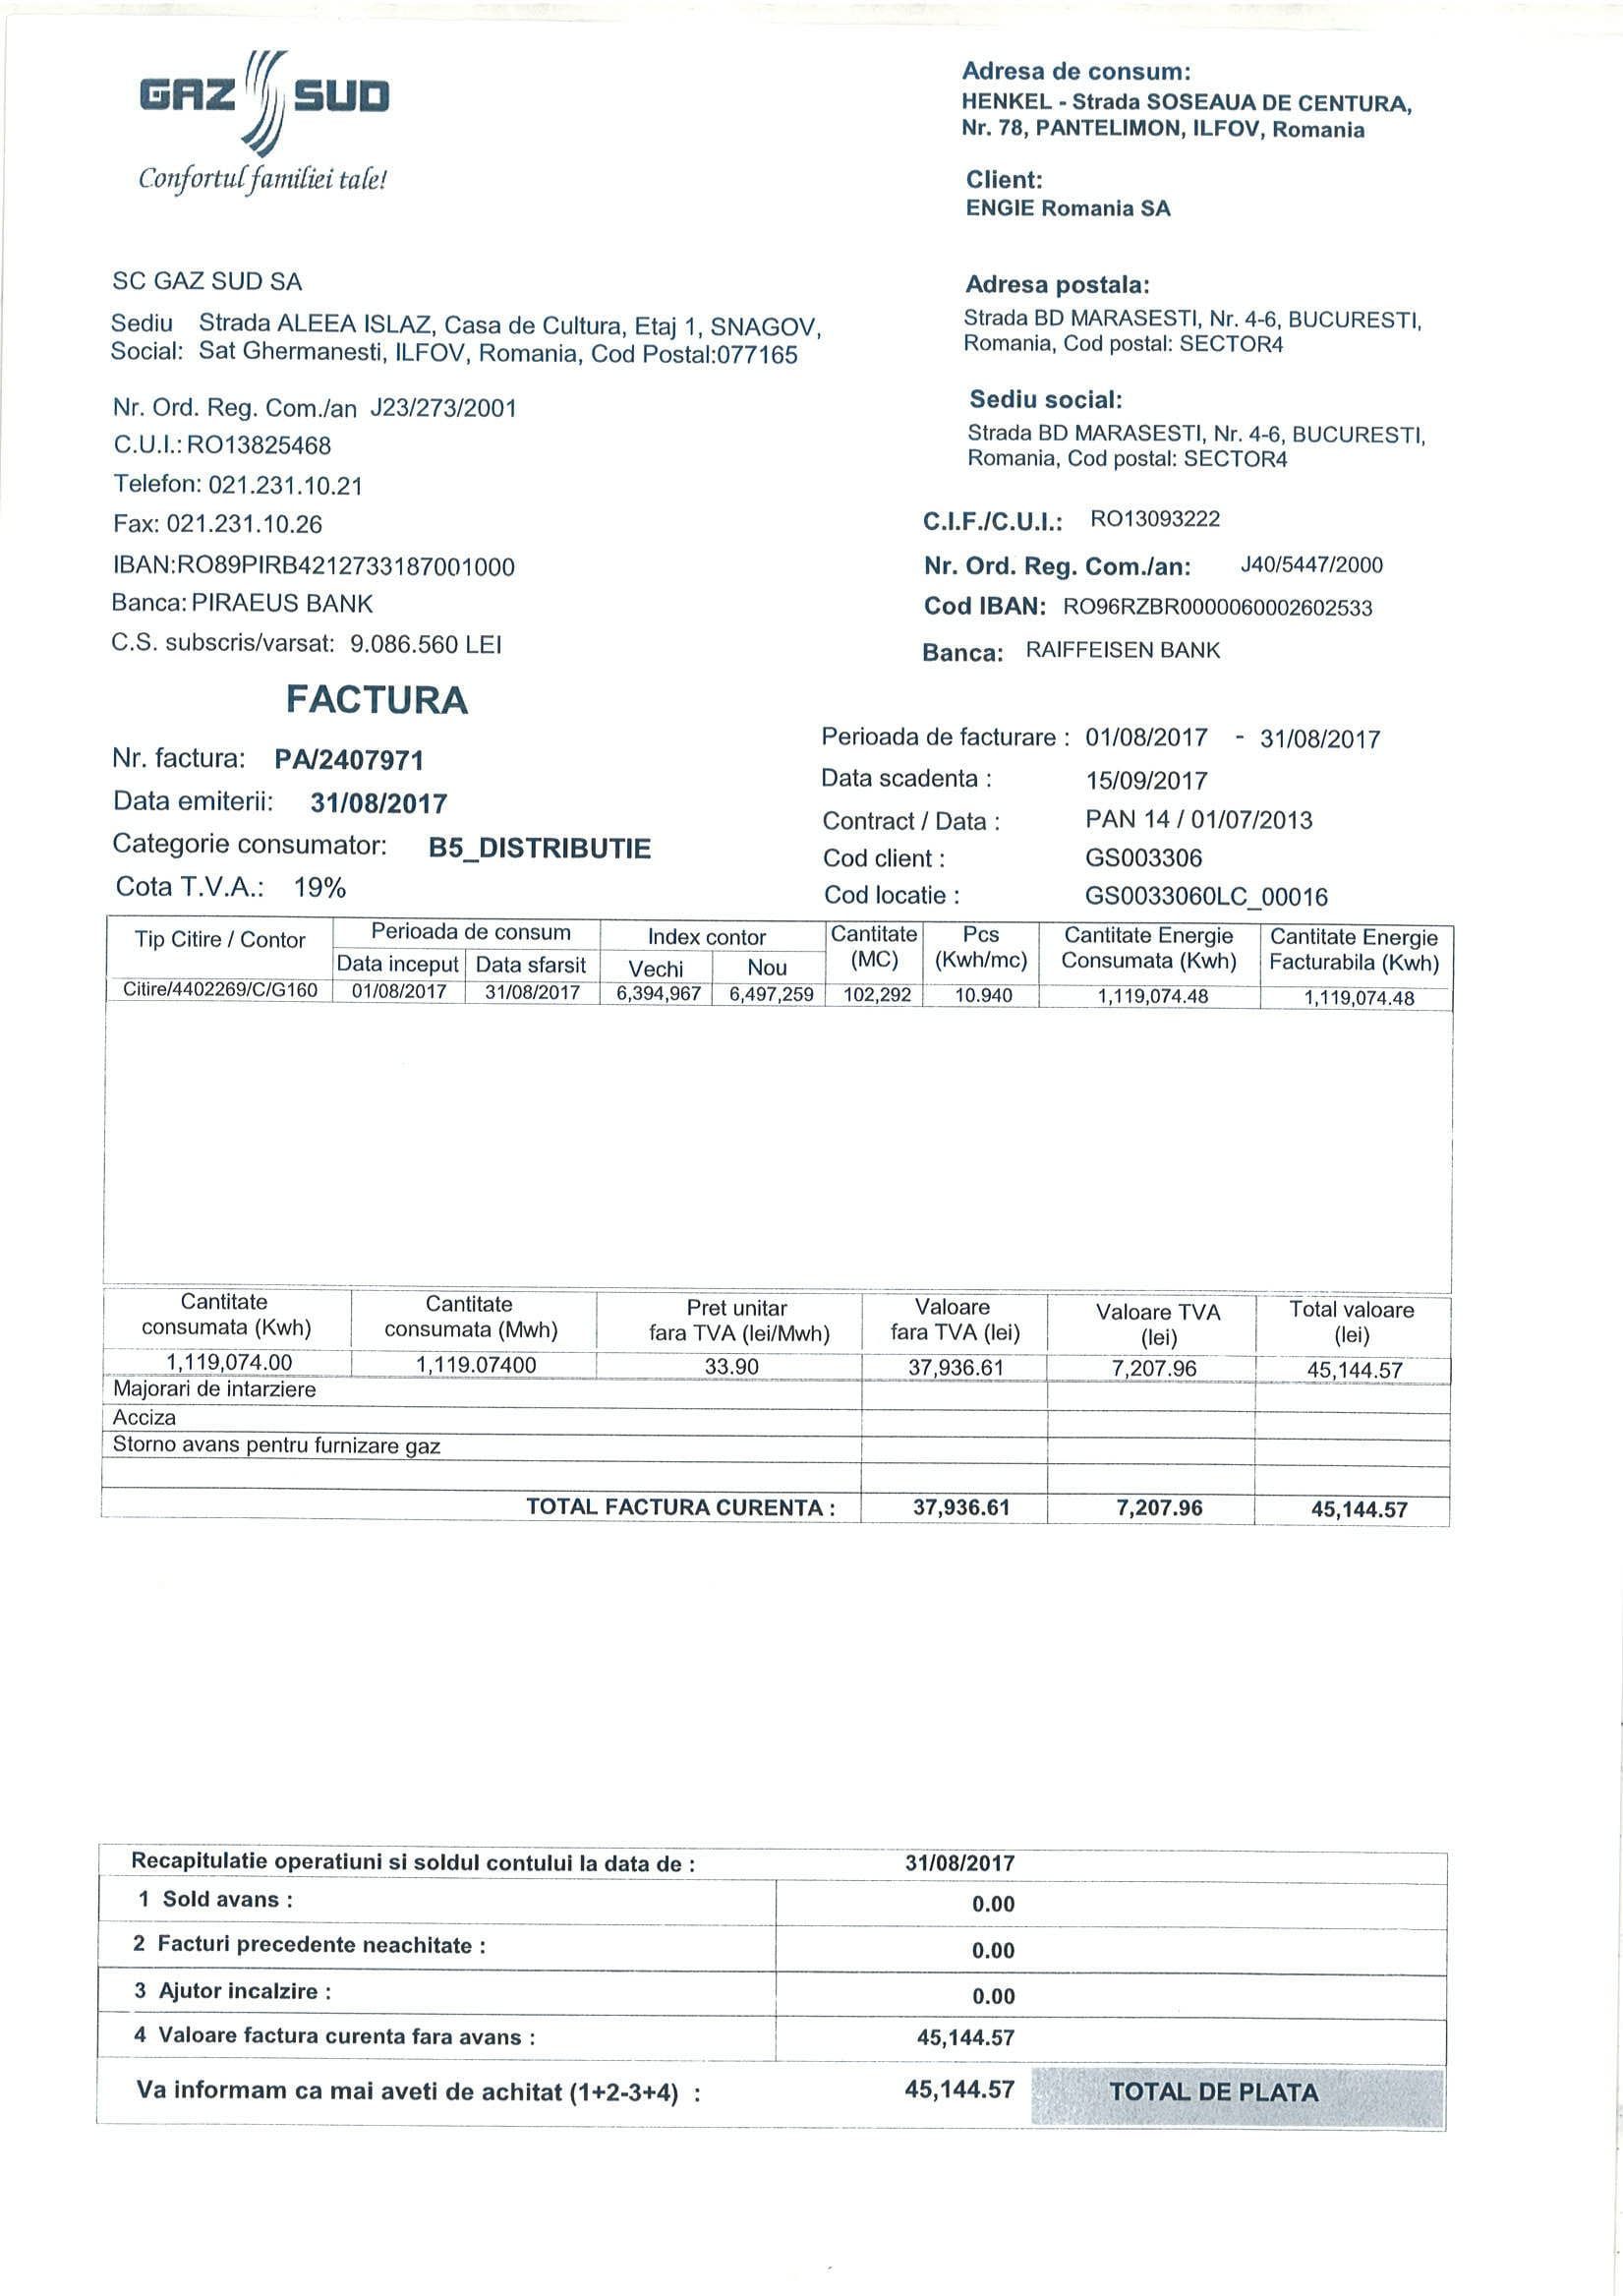 GAZ SUD
Confortul familiei tale!
Adresa de consum:
HENKEL - Strada SOSEAUA DE CENTURA,
Nr. 78, PANTELIMON, ILFOV, Romania
Client:
ENGIE Romania SA
SC GAZ SUD SA
Sediu Strada ALEEA ISLAZ, Casa de Cultura, Etaj 1, SNAGOV,
Social: Sat Ghermanesti, ILFOV, Romania, Cod Postal:077165
Adresa postala:
Strada BD MARASESTI, Nr. 4-6, BUCURESTI,
Romania, Cod postal: SECTOR4
Nr. Ord. Reg. Com./an J23/273/2001
C.U.I.: RO13825468
Telefon: 021.231.10.21
Fax: 021.231.10.26
IBAN:RO89PIRB4212733187001000
Banca: PIRAEUS BANK
C.S. subscris/varsat: 9.086.560 LEI
Sediu social:
Strada BD MARASESTI, Nr. 4-6, BUCURESTI,
Romania, Cod postal: SECTOR4
C.I.F./C.U.I.: RO13093222
Nr. Ord. Reg. Com./an: J40/5447/2000
Cod IBAN: RO96RZBR0000060002602533
Banca: RAIFFEISEN BANK
FACTURA
Nr. factura: PA/2407971
Data emiterii: 31/08/2017
Categorie consumator: B5_DISTRIBUTIE
Cota T.V.A.: 19%
Perioada de facturare : 01/08/2017 - 31/08/2017
Data scadenta : 15/09/2017
Contract / Data : PAN 14 / 01/07/2013
Cod client : GS003306
Cod locatie : GS0033060LC_00016
Tip Citire / Contor Perioada de consum Index contor Cantitate (MC) Pcs (Kwh/mc) Cantitate Energie Consumata (Kwh) Cantitate Energie Facturabila (Kwh)
Data inceput Data sfarsit Vechi Nou
Citire/4402269/C/G160 01/08/2017 31/08/2017 6,394,967 6,497,259 102,292 10.940 1,119,074.48 1,119,074.48
Cantitate consumata (Kwh) Cantitate consumata (Mwh) Pret unitar fara TVA (lei/Mwh) Valoare fara TVA (lei) Valoare TVA (lei) Total valoare (lei)
1,119,074.00 1,119.07400 33.90 37,936.61 7,207.96 45,144.57
Majorari de intarziere
Acciza
Storno avans pentru furnizare gaz
TOTAL FACTURA CURENTA : 37,936.61 7,207.96 45,144.57
Recapitulatie operatiuni si soldul contului la data de : 31/08/2017
1 Sold avans : 0.00
2 Facturi precedente neachitate : 0.00
3 Ajutor incalzire : 0.00
4 Valoare factura curenta fara avans : 45,144.57
Va informam ca mai aveti de achitat (1+2-3+4) : 45,144.57 TOTAL DE PLATA